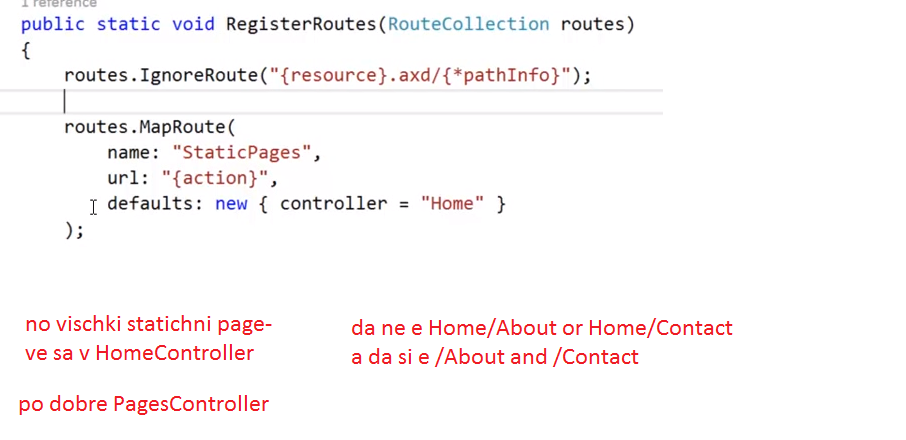 1 reference
public static void RegisterRoutes(RouteCollection routes)
{
routes.IgnoreRoute("{resource}.axd/{*pathInfo}");
routes.MapRoute(
name: "StaticPages",
url: "{action}",
defaults: new { controller = "Home" }
);
no vischki statichni page-
ve sa v HomeController
po dobre PagesController
da ne e Home/About or Home/Contact
a da si e /About and /Contact